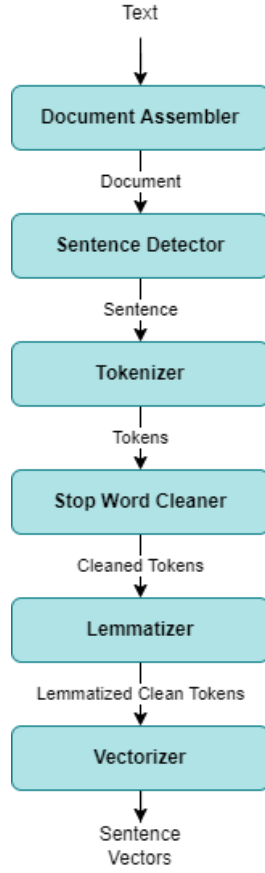 Text
Document Assembler
Document
Sentence Detector
Sentence
Tokenizer
Tokens
Stop Word Cleaner
Cleaned Tokens
Lemmatizer
Lemmatized Clean Tokens
Vectorizer
Sentence
Vectors